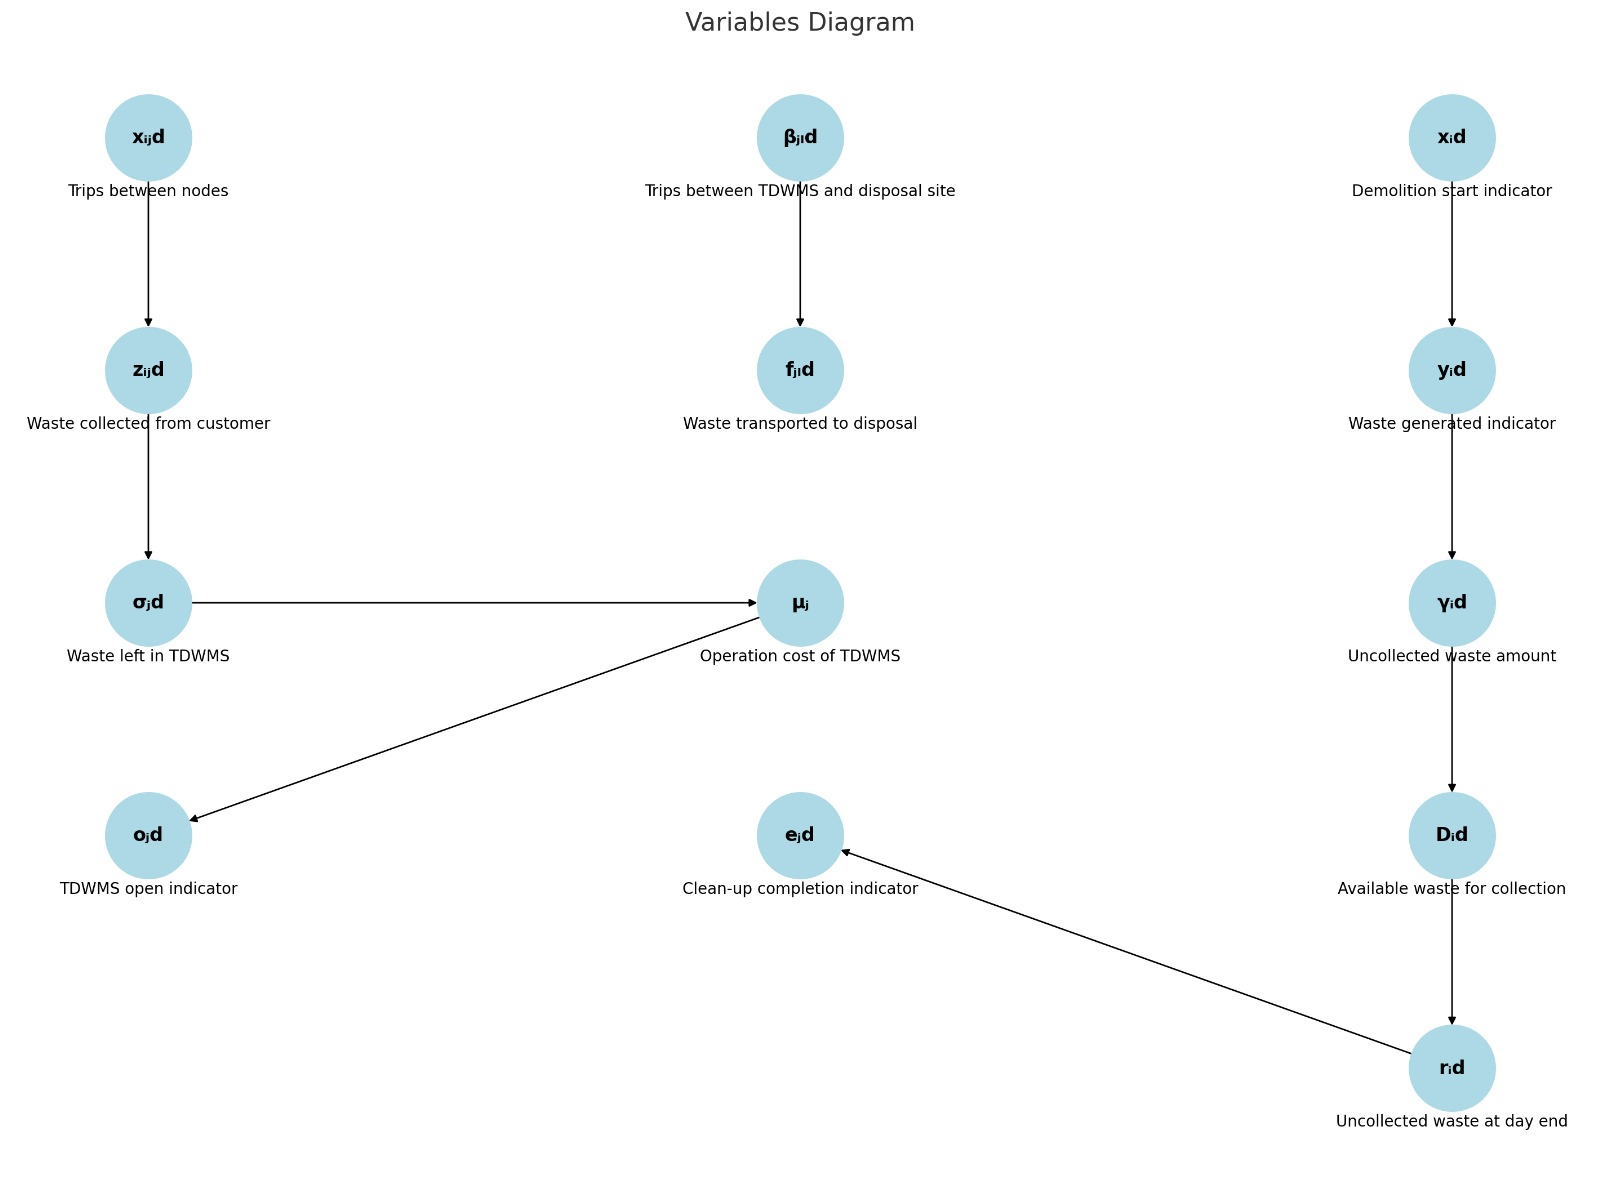 Variables Diagram
xᵢⱼd
βⱼₗd
xᵢd
Trips between nodes
Trips between TDWMS and disposal site
Demolition start indicator
zᵢⱼd
fⱼₗd
yᵢd
Waste collected from customer
Waste transported to disposal
Waste generated indicator
σⱼd
μⱼ
γᵢd
Waste left in TDWMS
Operation cost of TDWMS
Uncollected waste amount
oⱼd
eⱼd
Dᵢd
TDWMS open indicator
Clean-up completion indicator
Available waste for collection
rᵢd
Uncollected waste at day end